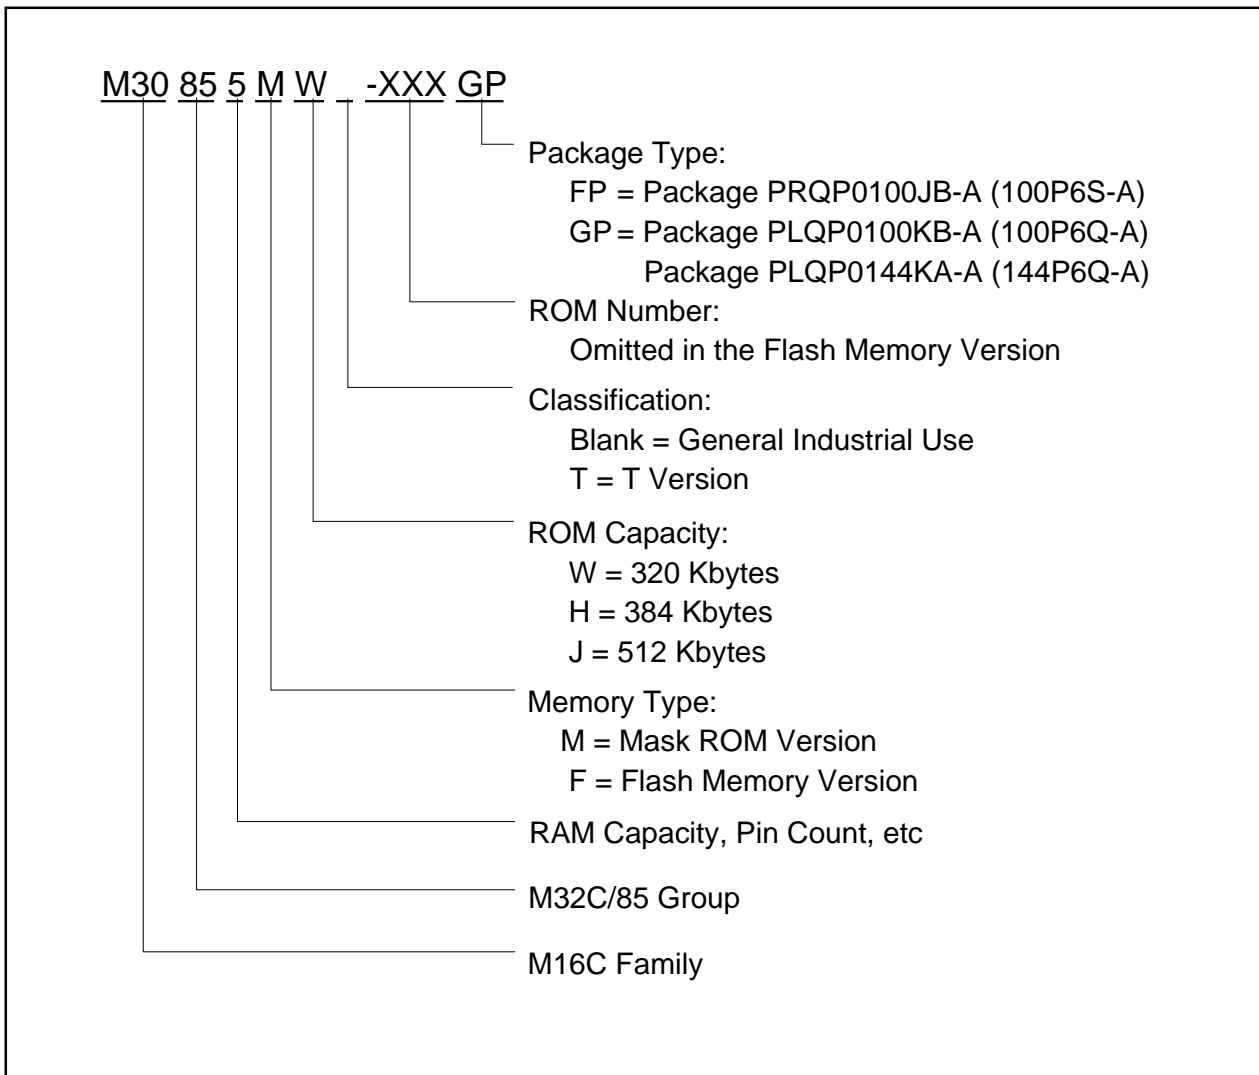 M30 85 5 M W _ -XXX GP
Package Type:
FP = Package PRQP0100JB-A (100P6S-A)
GP = Package PLQP0100KB-A (100P6Q-A)
Package PLQP0144KA-A (144P6Q-A)
ROM Number:
Omitted in the Flash Memory Version
Classification:
Blank = General Industrial Use
T = T Version
ROM Capacity:
W = 320 Kbytes
H = 384 Kbytes
J = 512 Kbytes
Memory Type:
M = Mask ROM Version
F = Flash Memory Version
RAM Capacity, Pin Count, etc
M32C/85 Group
M16C Family